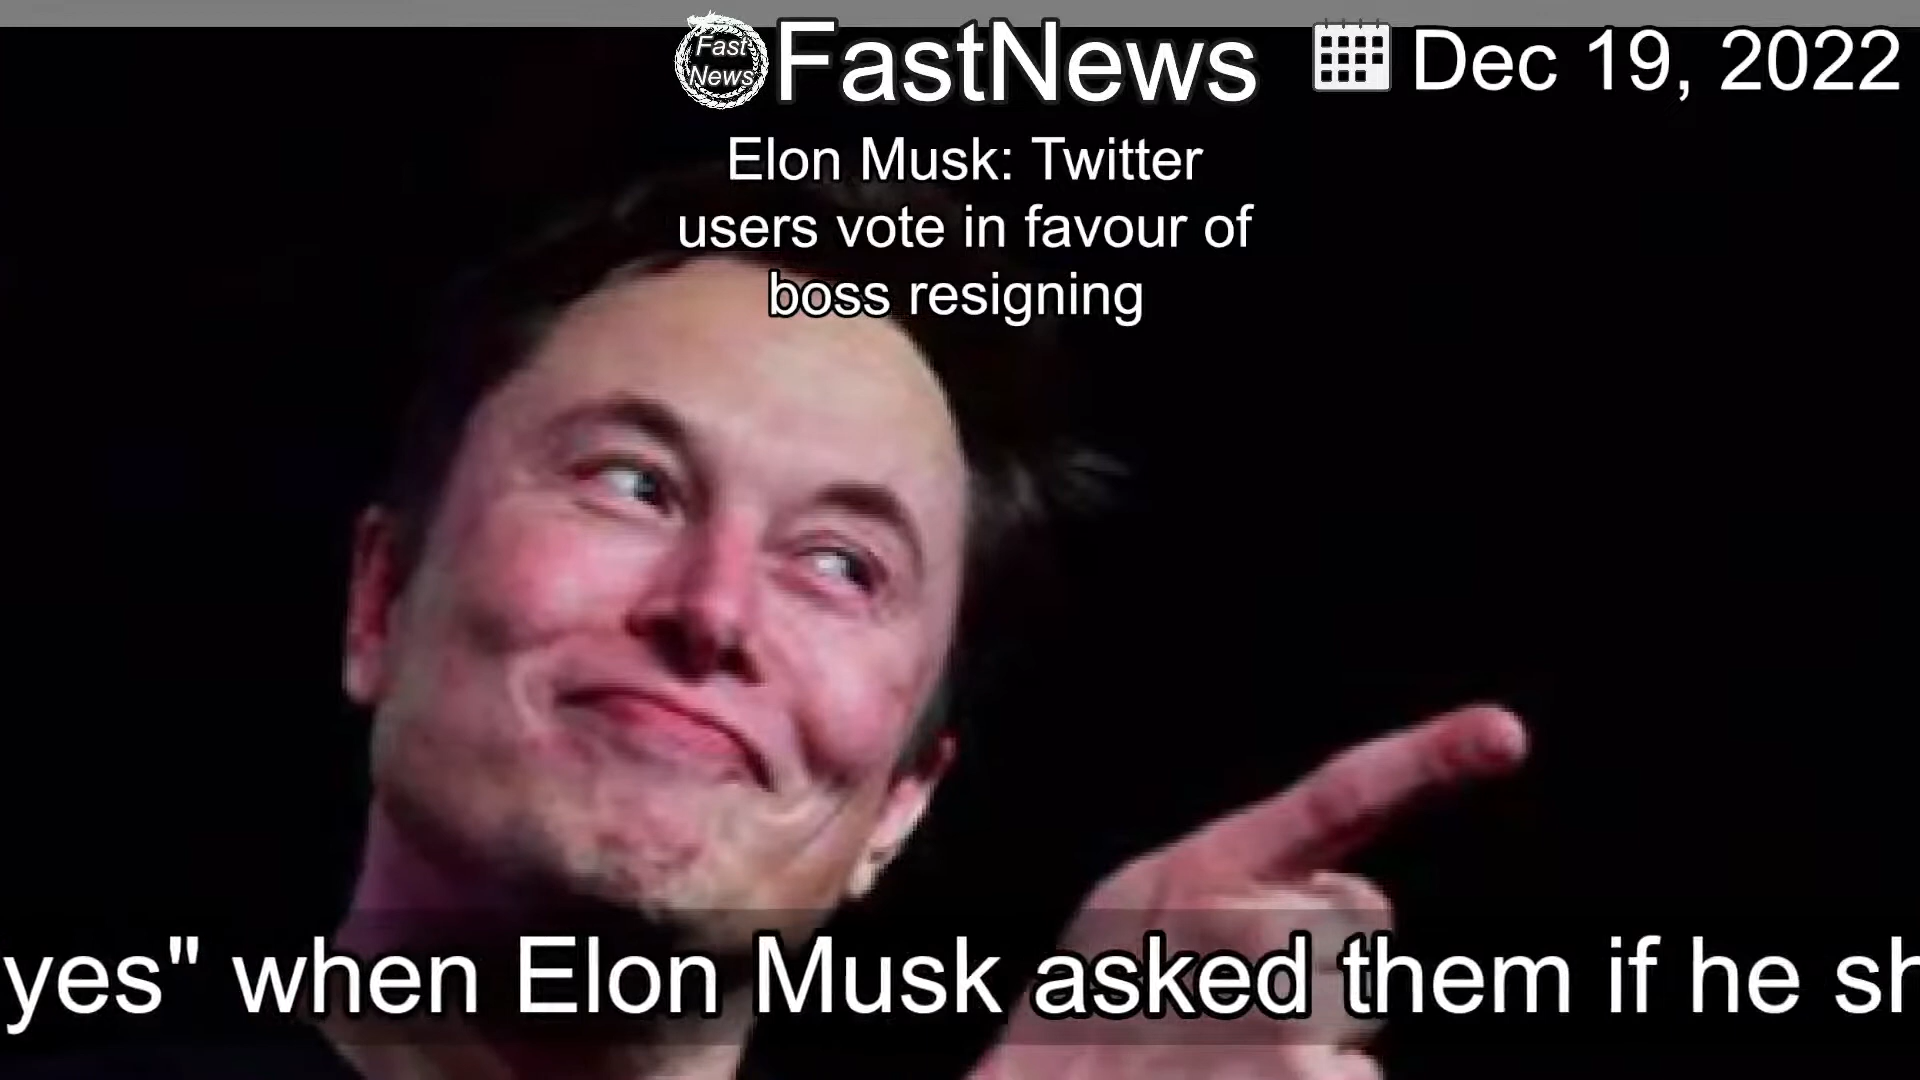 Fast
News
FastNews
Dec 19, 2022
Elon Musk: Twitter
users vote in favour of
boss resigning
yes" when Elon Musk asked them if he sh